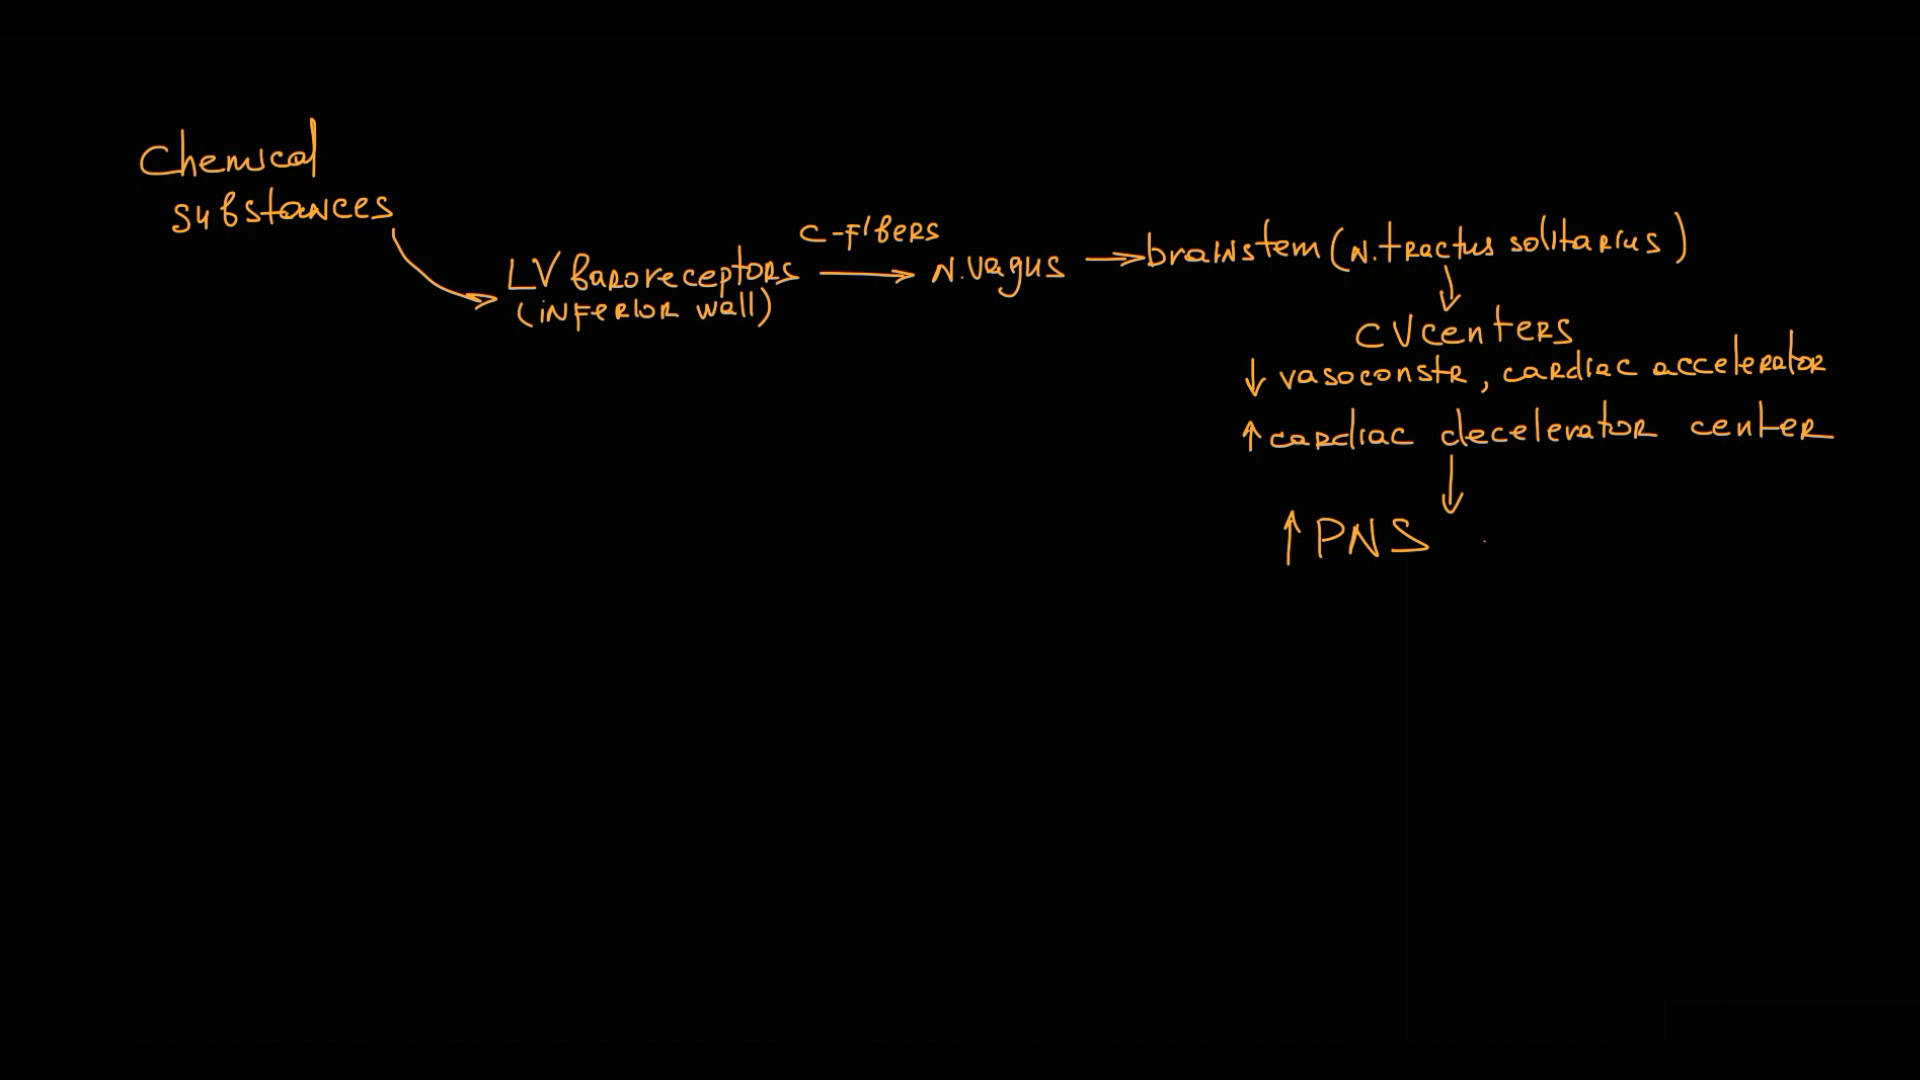 Chemical
substances
C-fibers
LV baroreceptors → N.vagus → brainstem (N.tractus solitarius)
(inferior wall)
↓
CV centers
↓ vasoconstr, cardiac accelerator
↑ cardiac decelerator center
↓
↑ PNS